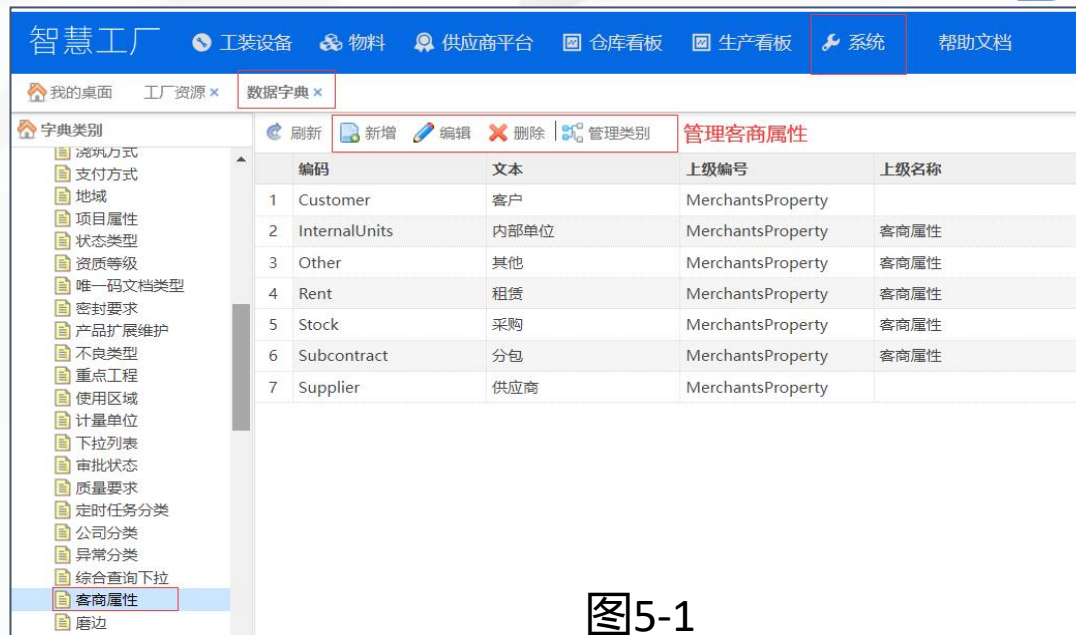 智慧工厂 工装设备 物料 供应商平台 仓库看板 生产看板 系统 帮助文档
我的桌面 工厂资源 × 数据字典 ×
字典类别
浇筑方式
支付方式
地域
项目属性
状态类型
资质等级
唯一码文档类型
密封要求
产品扩展维护
不良类型
重点工程
使用区域
计量单位
下拉列表
审批状态
质量要求
定时任务分类
公司分类
异常分类
综合查询下拉
客商属性
磨边
刷新 新增 编辑 删除 管理类别 管理客商属性
编码 文本 上级编号 上级名称
1 Customer 客户 MerchantsProperty
2 InternalUnits 内部单位 MerchantsProperty 客商属性
3 Other 其他 MerchantsProperty 客商属性
4 Rent 租赁 MerchantsProperty 客商属性
5 Stock 采购 MerchantsProperty 客商属性
6 Subcontract 分包 MerchantsProperty 客商属性
7 Supplier 供应商 MerchantsProperty
图5-1